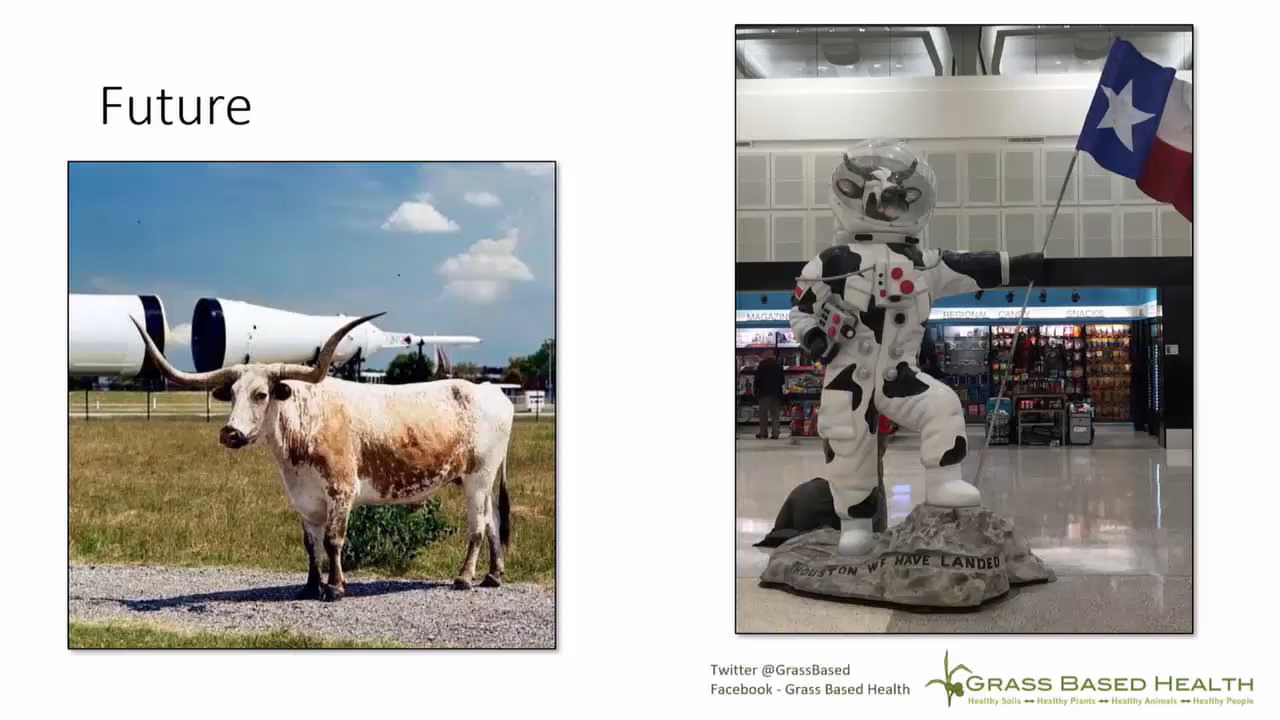 Future
MAGAZIN
REGIONAL CANDY
SNACKS
HOUSTON WE HAVE LANDED
Twitter @GrassBased
Facebook - Grass Based Health
GRASS BASED HEALTH
Healthy Soils ↔ Healthy Plants ↔ Healthy Animals ↔ Healthy People